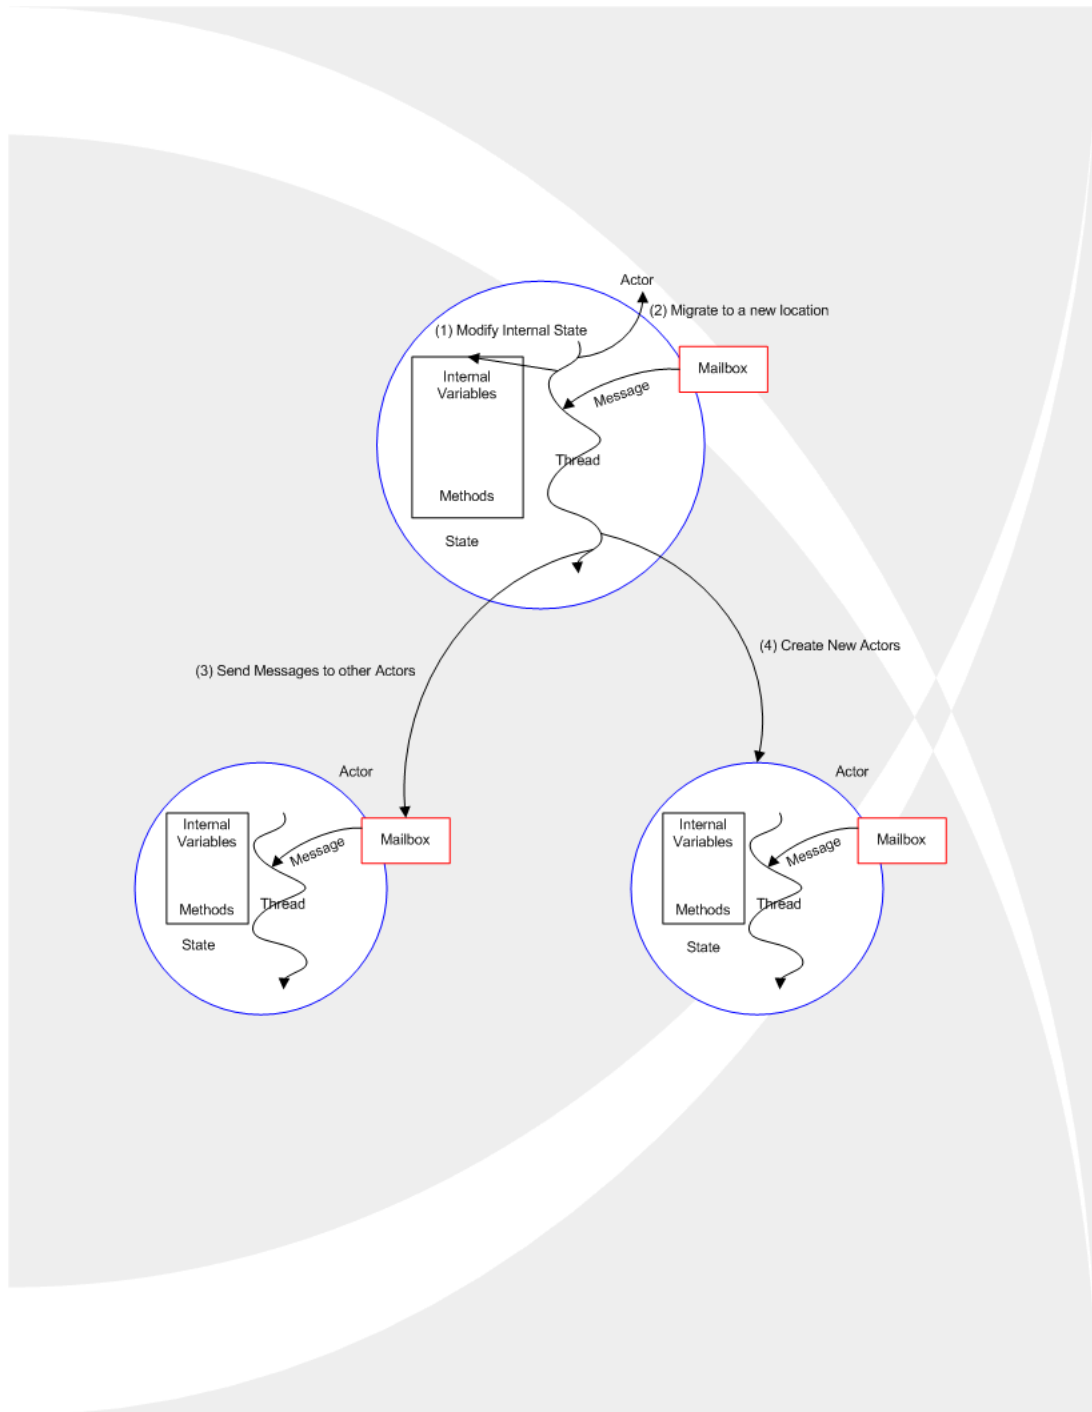 Actor
(2) Migrate to a new location
(1) Modify Internal State
Mailbox
Internal
Variables
Message
Thread
Methods
State
(4) Create New Actors
(3) Send Messages to other Actors
Actor
Internal
Variables
Mailbox
Message
Thread
Methods
State
Actor
Internal
Variables
Mailbox
Message
Thread
Methods
State